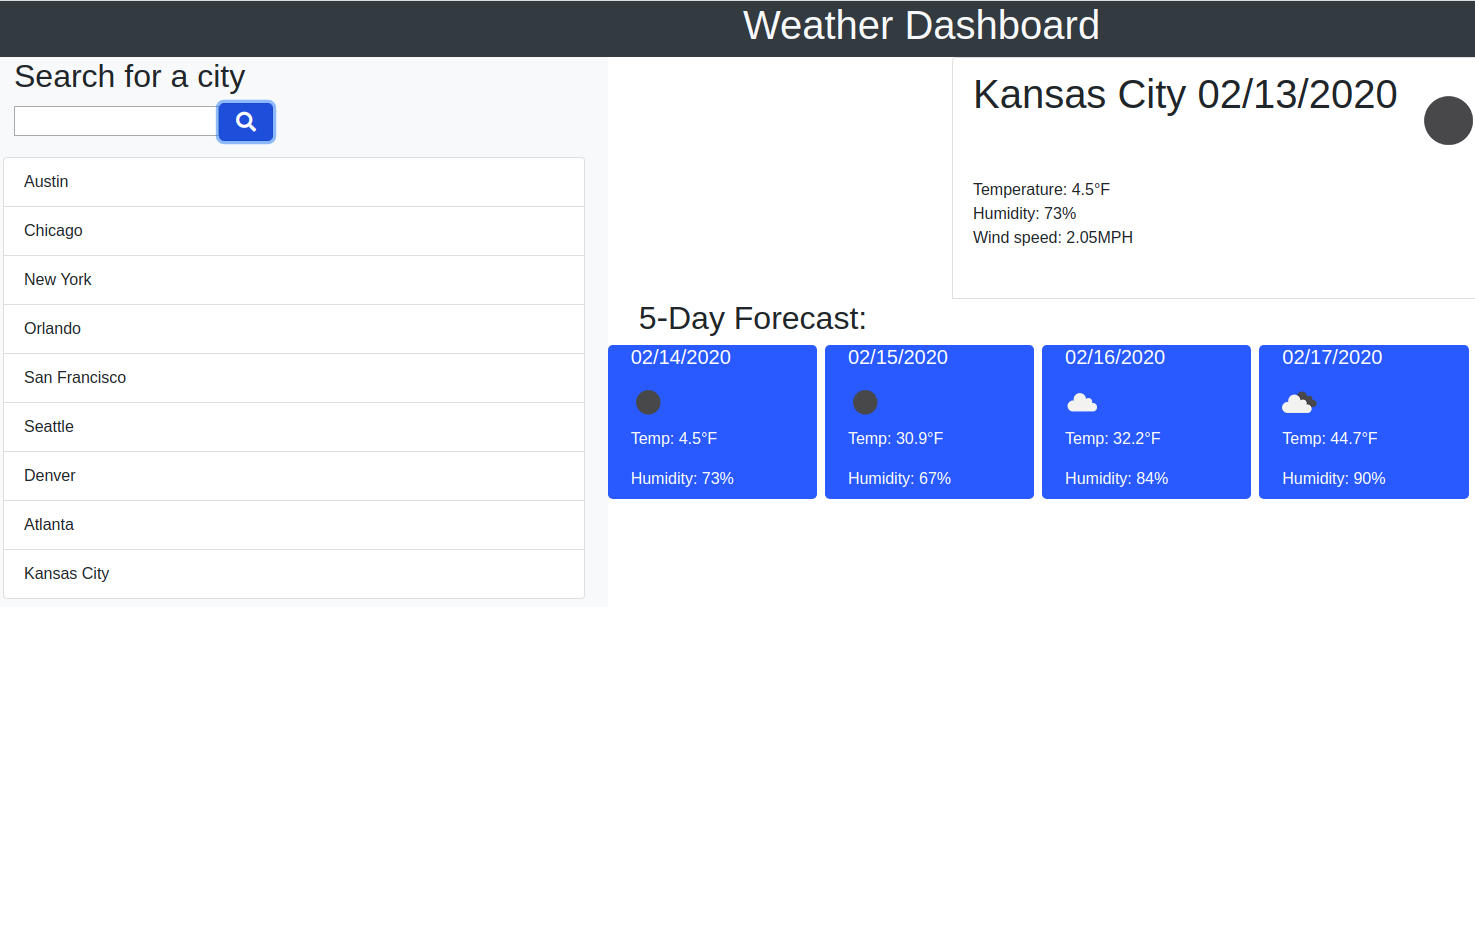 Weather Dashboard
Search for a city
Austin
Chicago
New York
Orlando
San Francisco
Seattle
Denver
Atlanta
Kansas City
Kansas City 02/13/2020
Temperature: 4.5°F
Humidity: 73%
Wind speed: 2.05MPH
5-Day Forecast:
02/14/2020
Temp: 4.5°F
Humidity: 73%
02/15/2020
Temp: 30.9°F
Humidity: 67%
02/16/2020
Temp: 32.2°F
Humidity: 84%
02/17/2020
Temp: 44.7°F
Humidity: 90%